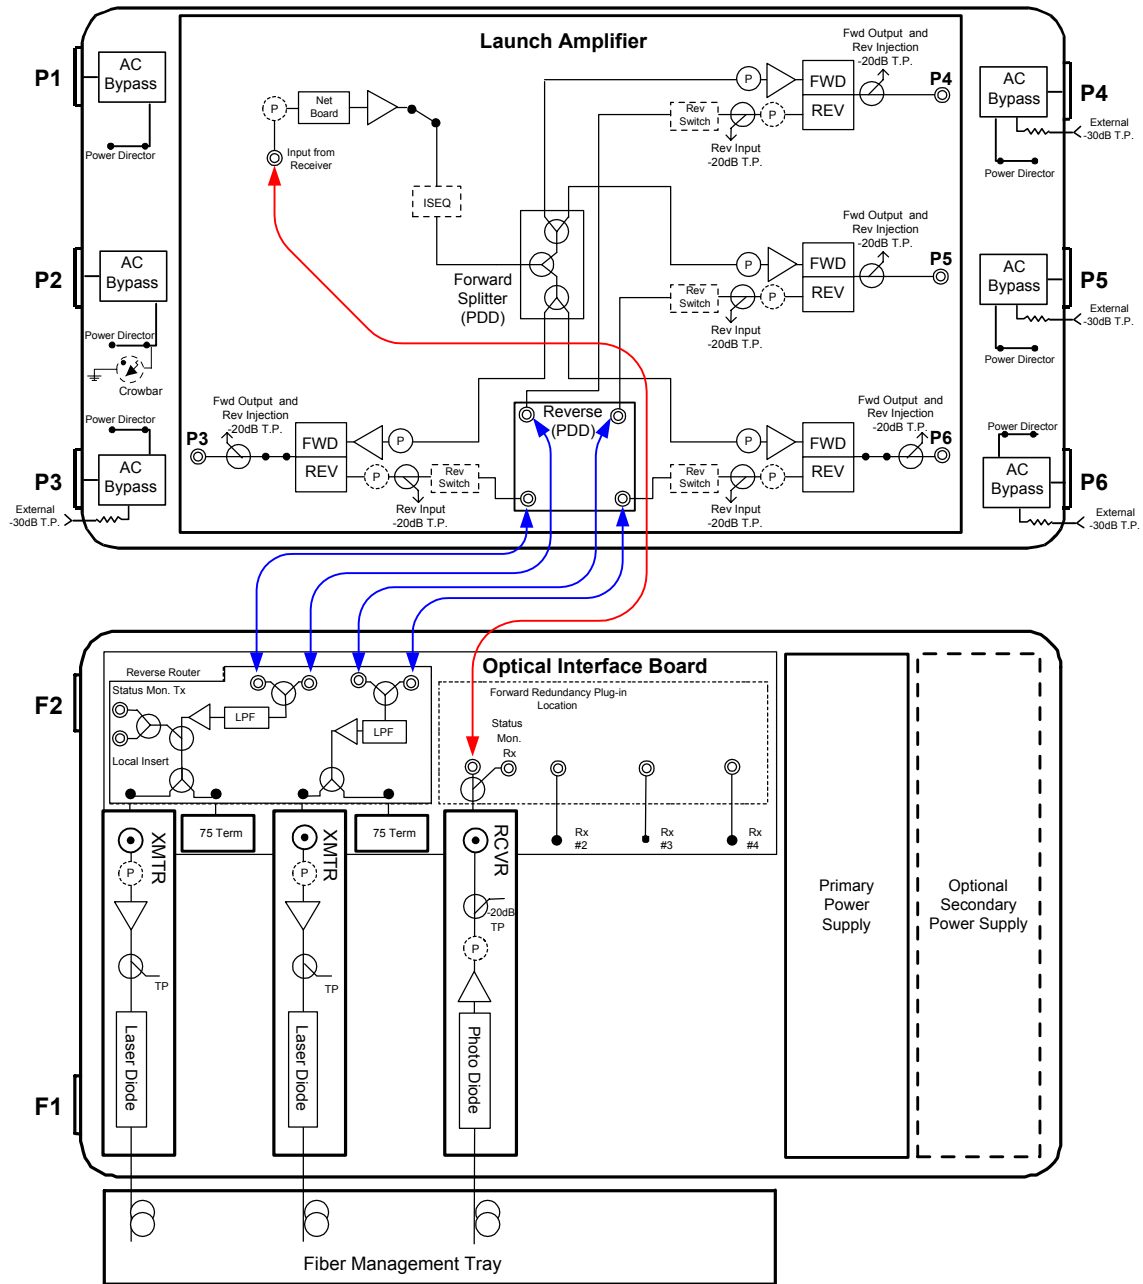 Launch Amplifier
P1
AC
Bypass
Power Director
P
Net
Board
Input from
Receiver
ISEQ
Forward
Splitter
(PDD)
P
FWD
REV
Rev
Switch
P
Rev Input
-20dB T.P.
Fwd Output and
Rev Injection
-20dB T.P.
P4
AC
Bypass
P4
External
-30dB T.P.
Power Director
P2
AC
Bypass
Power Director
Crowbar
P
FWD
REV
Rev
Switch
P
Rev Input
-20dB T.P.
Fwd Output and
Rev Injection
-20dB T.P.
P5
AC
Bypass
P5
External
-30dB T.P.
Power Director
P3
Power Director
AC
Bypass
External
-30dB T.P.
Fwd Output and
Rev Injection
-20dB T.P.
P3
FWD
REV
P
P
Rev
Switch
Rev Input
-20dB T.P.
Reverse
(PDD)
P
FWD
REV
Rev
Switch
P
Rev Input
-20dB T.P.
Fwd Output and
Rev Injection
-20dB T.P.
P6
Power Director
AC
Bypass
P6
External
-30dB T.P.
F2
Reverse Router
Status Mon. Tx
Local Insert
LPF
LPF
Optical Interface Board
Forward Redundancy Plug-in
Location
Status
Mon.
Rx
Rx
#2
Rx
#3
Rx
#4
75 Term
75 Term
XMTR
P
TP
Laser Diode
XMTR
P
TP
Laser Diode
RCVR
-20dB
TP
P
Photo Diode
Primary
Power
Supply
Optional
Secondary
Power Supply
F1
Fiber Management Tray